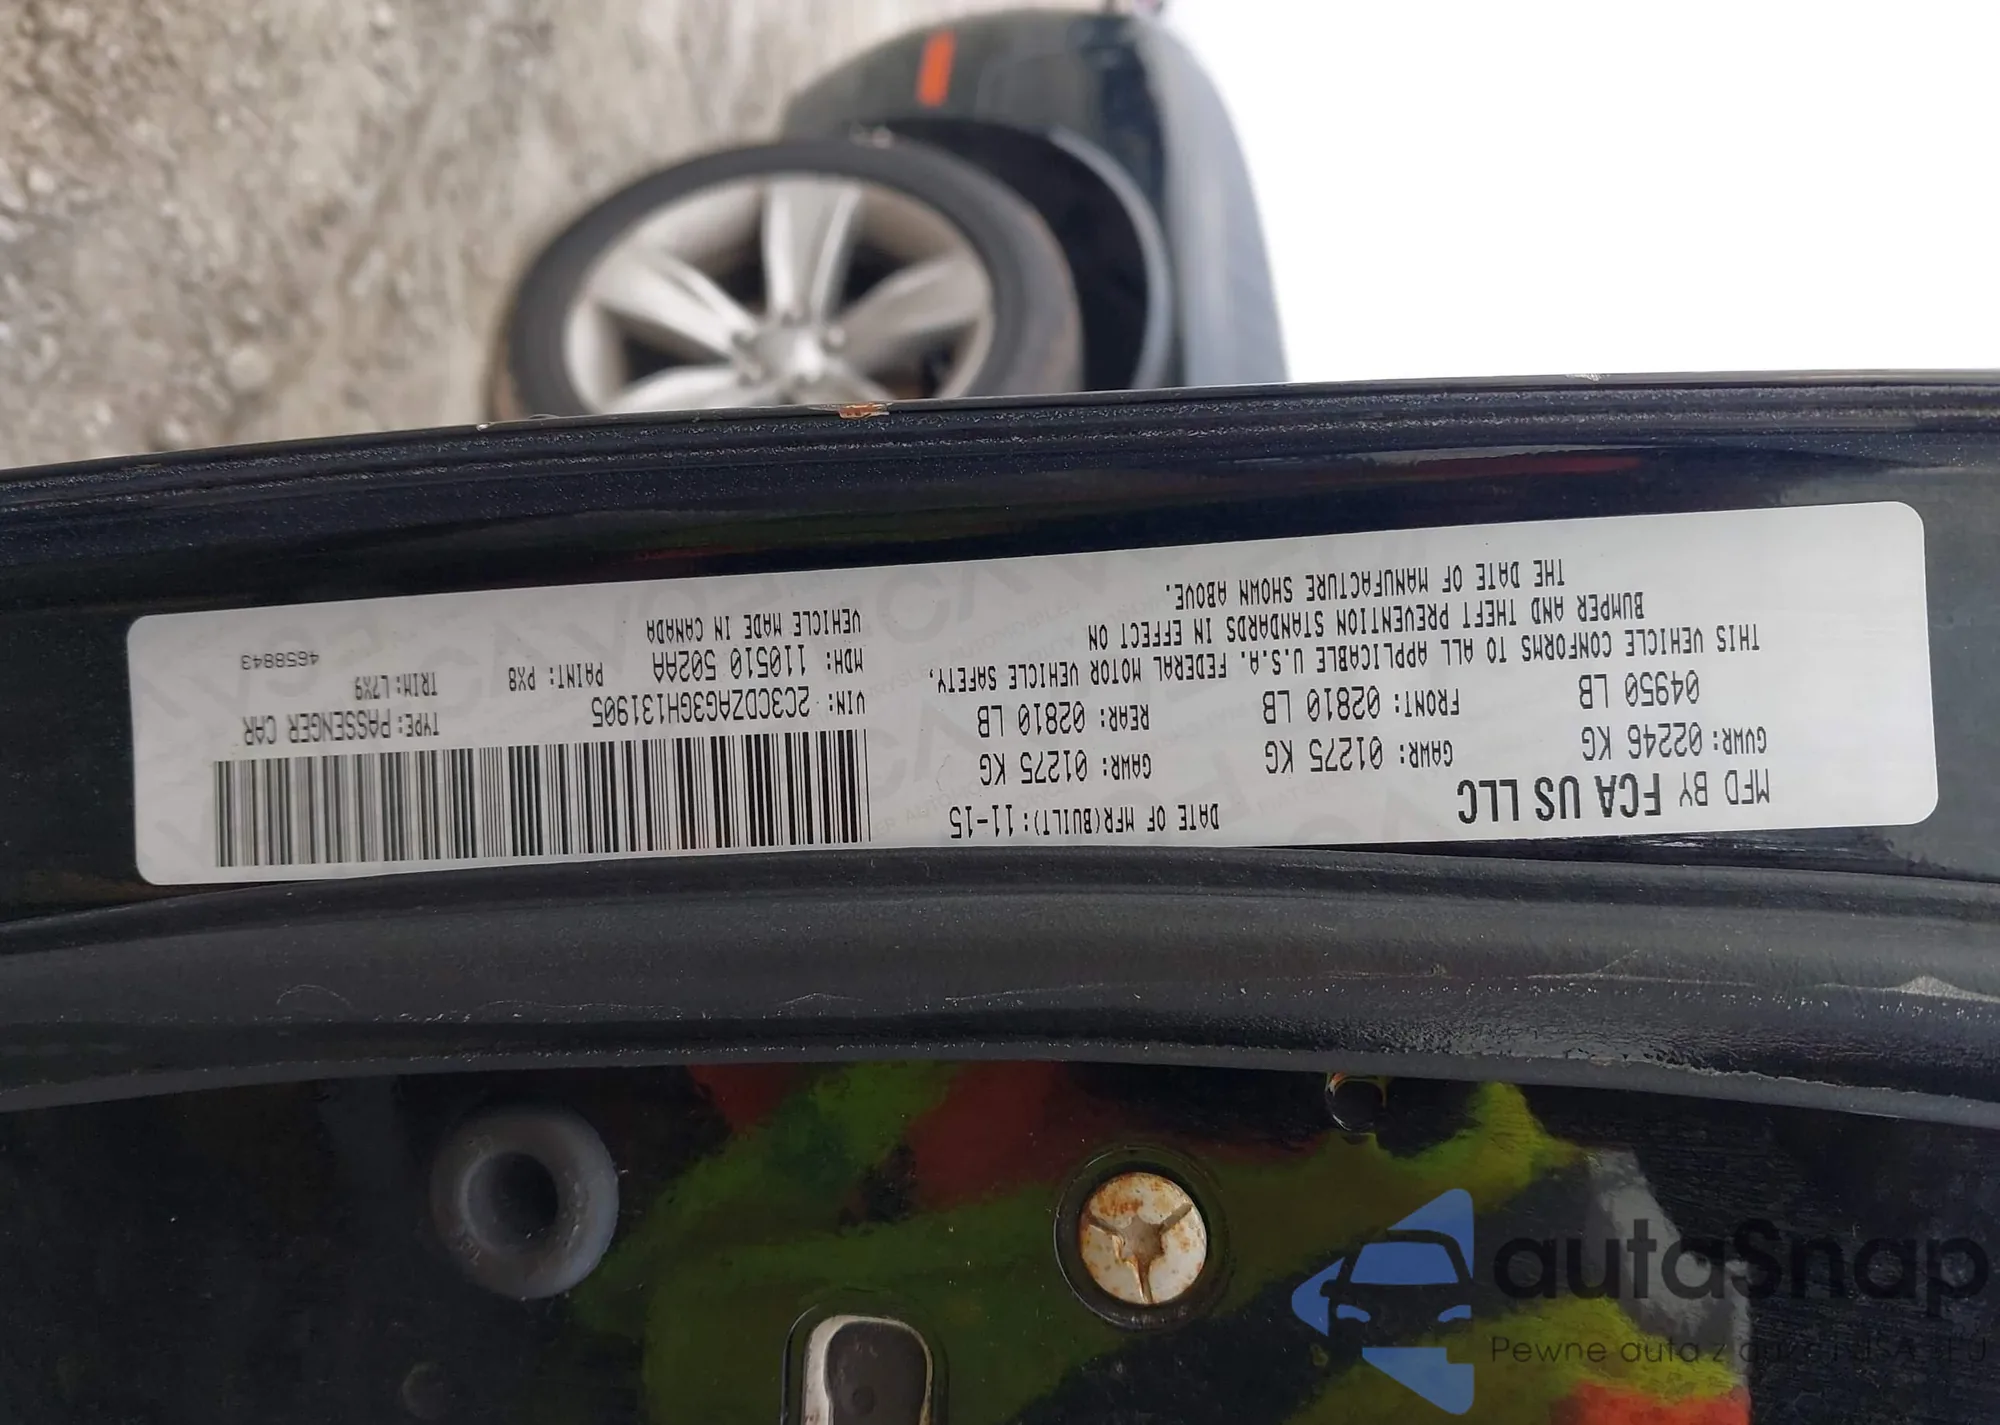 MFD BY FCA US LLC
DATE OF MFR(BUILT): 11-15
GVWR: 02246 KG
GAWR: 01275 KG
GAWR: 01275 KG
04950 LB
FRONT: 02810 LB
REAR: 02810 LB
THIS VEHICLE CONFORMS TO ALL APPLICABLE U.S.A. FEDERAL MOTOR VEHICLE SAFETY,
BUMPER AND THEFT PREVENTION STANDARDS IN EFFECT ON
THE DATE OF MANUFACTURE SHOWN ABOVE.
VIN: 2C3CDZAG3GH131905
TYPE: PASSENGER CAR
MDH: 110510 502AA
PAINT: PX8
TRIM: L7X9
VEHICLE MADE IN CANADA
4658843
autaSnap
Pewne auta z